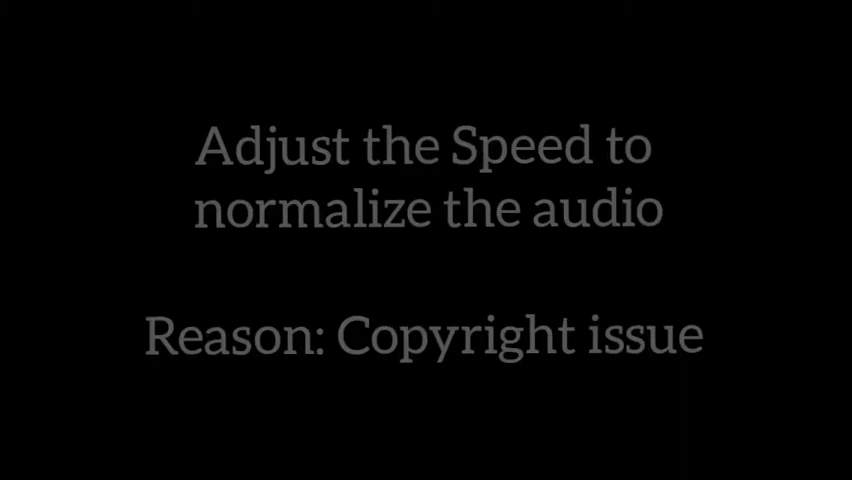 Adjust the Speed to
normalize the audio
Reason: Copyright issue